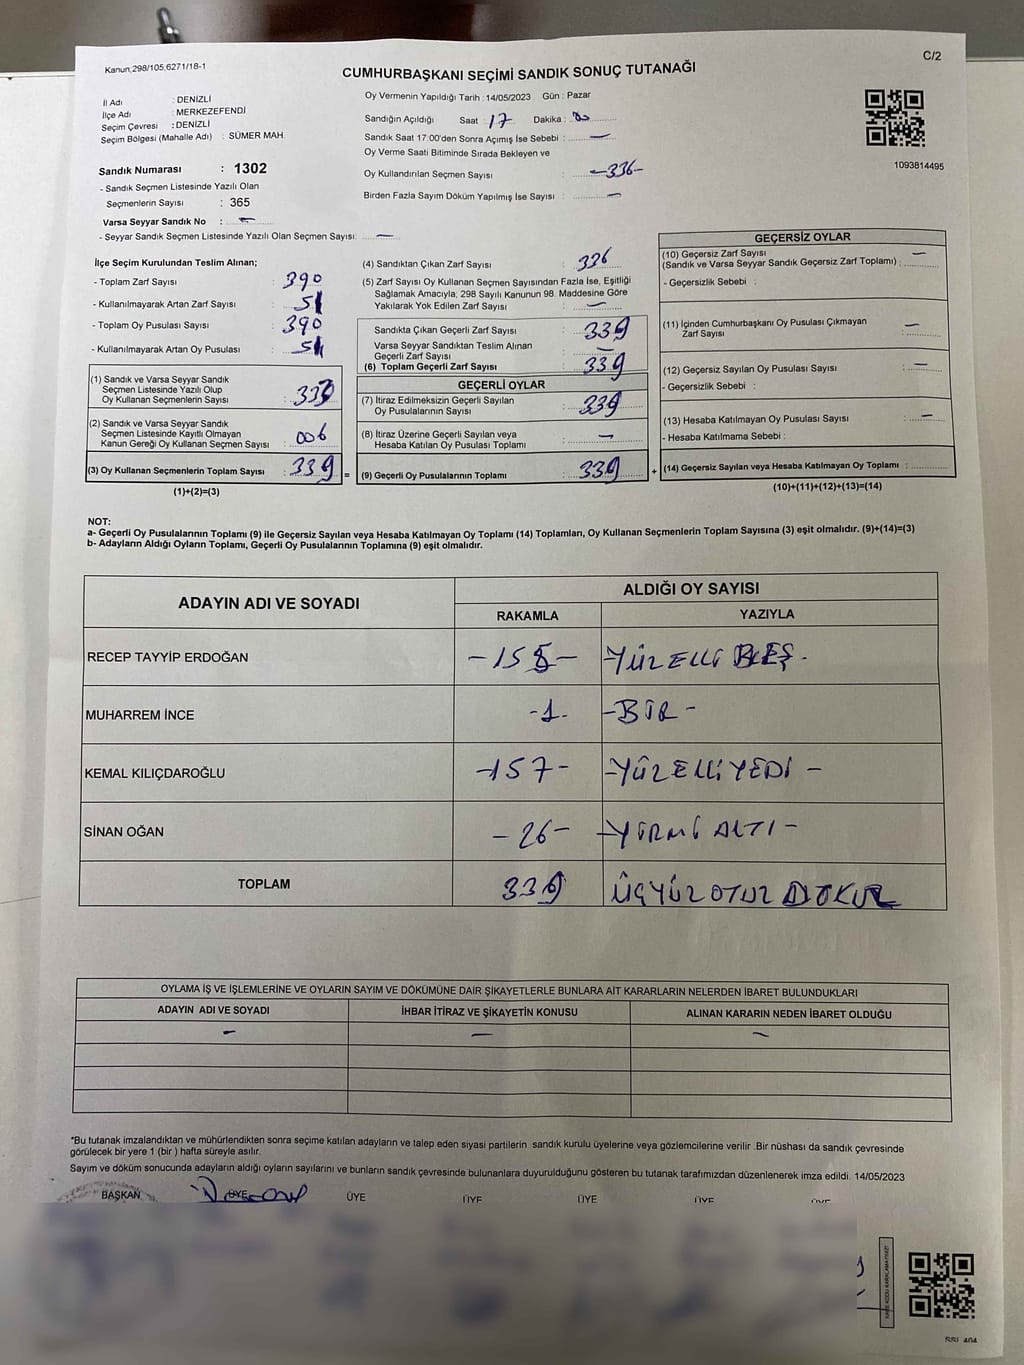 Kanun;298/105,6271/18-1
C/2
CUMHURBAŞKANI SEÇİMİ SANDIK SONUÇ TUTANAĞI
İl Adı : DENİZLİ
İlçe Adı : MERKEZEFENDİ
Seçim Çevresi : DENİZLİ
Seçim Bölgesi (Mahalle Adı) : SÜMER MAH.
Sandık Numarası : 1302
- Sandık Seçmen Listesinde Yazılı Olan
Seçmenlerin Sayısı : 365
Varsa Seyyar Sandık No : –
- Seyyar Sandık Seçmen Listesinde Yazılı Olan Seçmen Sayısı: –
Oy Vermenin Yapıldığı Tarih : 14/05/2023 Gün : Pazar
Sandığın Açıldığı Saat 17 Dakika :
Sandık Saat 17:00'den Sonra Açımış İse Sebebi : –
Oy Verme Saati Bitiminde Sırada Bekleyen ve
Oy Kullandırılan Seçmen Sayısı : -336-
Birden Fazla Sayım Döküm Yapılmış İse Sayısı : –
1093814495
İlçe Seçim Kurulundan Teslim Alınan;
- Toplam Zarf Sayısı : 390
- Kullanılmayarak Artan Zarf Sayısı : 51
- Toplam Oy Pusulası Sayısı : 390
- Kullanılmayarak Artan Oy Pusulası : 51
(1) Sandık ve Varsa Seyyar Sandık
Seçmen Listesinde Yazılı Olup
Oy Kullanan Seçmenlerin Sayısı : 333
(2) Sandık ve Varsa Seyyar Sandık
Seçmen Listesinde Kayıtlı Olmayan
Kanun Gereği Oy Kullanan Seçmen Sayısı : 006
(3) Oy Kullanan Seçmenlerin Toplam Sayısı : 339 =
(1)+(2)=(3)
(4) Sandıktan Çıkan Zarf Sayısı : 336
(5) Zarf Sayısı Oy Kullanan Seçmen Sayısından Fazla İse, Eşitliği
Sağlamak Amacıyla; 298 Sayılı Kanunun 98. Maddesine Göre
Yakılarak Yok Edilen Zarf Sayısı : –
Sandıkta Çıkan Geçerli Zarf Sayısı : 339
Varsa Seyyar Sandıktan Teslim Alınan
Geçerli Zarf Sayısı : –
(6) Toplam Geçerli Zarf Sayısı : 339
GEÇERLİ OYLAR
(7) İtiraz Edilmeksizin Geçerli Sayılan
Oy Pusulalarının Sayısı : 339
(8) İtiraz Üzerine Geçerli Sayılan veya
Hesaba Katılan Oy Pusulası Toplamı : –
(9) Geçerli Oy Pusulalarının Toplamı : 339 +
GEÇERSİZ OYLAR
(10) Geçersiz Zarf Sayısı –
(Sandık ve Varsa Seyyar Sandık Geçersiz Zarf Toplamı) :
- Geçersizlik Sebebi :
(11) İçinden Cumhurbaşkanı Oy Pusulası Çıkmayan
Zarf Sayısı : –
(12) Geçersiz Sayılan Oy Pusulası Sayısı : –
- Geçersizlik Sebebi :
(13) Hesaba Katılmayan Oy Pusulası Sayısı : –
- Hesaba Katılmama Sebebi :
(14) Geçersiz Sayılan veya Hesaba Katılmayan Oy Toplamı :
(10)+(11)+(12)+(13)=(14)
NOT:
a- Geçerli Oy Pusulalarının Toplamı (9) ile Geçersiz Sayılan veya Hesaba Katılmayan Oy Toplamı (14) Toplamları, Oy Kullanan Seçmenlerin Toplam Sayısına (3) eşit olmalıdır. (9)+(14)=(3)
b- Adayların Aldığı Oyların Toplamı, Geçerli Oy Pusulalarının Toplamına (9) eşit olmalıdır.
ADAYIN ADI VE SOYADI
ALDIĞI OY SAYISI
RAKAMLA YAZIYLA
RECEP TAYYİP ERDOĞAN -155- -YÜZELLİ BEŞ-
MUHARREM İNCE -1- -BİR-
KEMAL KILIÇDAROĞLU -157- -YÜZELLİYEDİ-
SİNAN OĞAN -26- -YİRMİ ALTI-
TOPLAM 339 ÜÇYÜZ OTUZ DOKUZ
OYLAMA İŞ VE İŞLEMLERİNE VE OYLARIN SAYIM VE DÖKÜMÜNE DAİR ŞİKAYETLERLE BUNLARA AİT KARARLARIN NELERDEN İBARET BULUNDUKLARI
ADAYIN ADI VE SOYADI İHBAR İTİRAZ VE ŞİKAYETİN KONUSU ALINAN KARARIN NEDEN İBARET OLDUĞU
– – –
*Bu tutanak imzalandıktan ve mühürlendikten sonra seçime katılan adayların ve talep eden siyasi partilerin sandık kurulu üyelerine veya gözlemcilerine verilir .Bir nüshası da sandık çevresinde
görülecek bir yere 1 (bir ) hafta süreyle asılır.
Sayım ve döküm sonucunda adayların aldığı oyların sayılarını ve bunların sandık çevresinde bulunanlara duyurulduğunu gösteren bu tutanak tarafımızdan düzenlenerek imza edildi. 14/05/2023
BAŞKAN ÜYE ÜYE ÜYE ÜYE ÜYE ÜYE